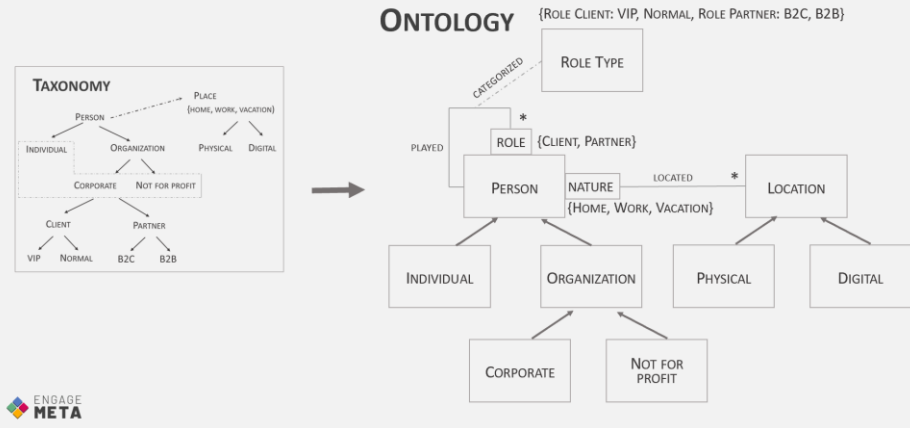 ONTOLOGY
{ROLE CLIENT: VIP, NORMAL, ROLE PARTNER: B2C, B2B}
ROLE TYPE
CATEGORIZED
TAXONOMY
PLACE
{HOME, WORK, VACATION}
PERSON
INDIVIDUAL
ORGANIZATION
PHYSICAL
DIGITAL
CORPORATE
NOT FOR PROFIT
CLIENT
PARTNER
VIP
NORMAL
B2C
B2B
PLAYED
*
ROLE
{CLIENT, PARTNER}
PERSON
NATURE
LOCATED
*
LOCATION
{HOME, WORK, VACATION}
INDIVIDUAL
ORGANIZATION
PHYSICAL
DIGITAL
CORPORATE
NOT FOR
PROFIT
ENGAGE
META